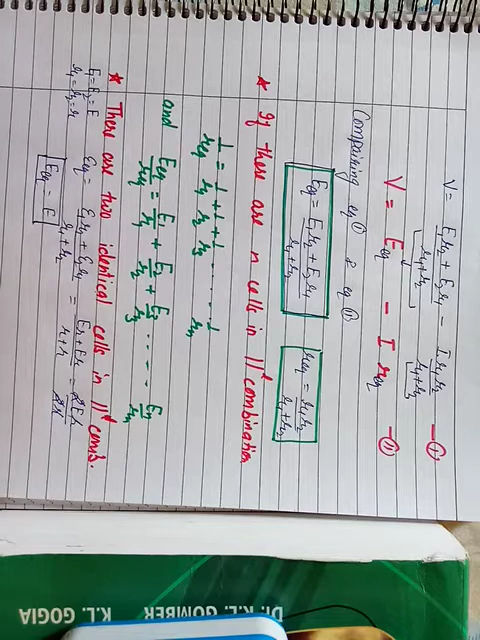 V = E₁r₂ + E₂r₁ / r₁+r₂ - I r₁r₂ / r₁+r₂ - Ⓘ
V = Eeq - I req - Ⓘⓘ
Compairing eq Ⓘ & eq Ⓘⓘ
Eeq = E₁r₂ + E₂r₁ / r₁+r₂    req = r₁r₂ / r₁+r₂
* If there are n cells in ||el combination
1/req = 1/r₁ + 1/r₂ + 1/r₃ ..... 1/rn
and Eeq/req = E₁/r₁ + E₂/r₂ + E₃/r₃ ..... En/rn
* There are two identical cells in ||el comb.
E₁ = E₂ = E    Eeq = E₁r₂ + E₂r₁ / r₁+r₂ = Er + Er / r+r = 2Er / 2r
r₁ = r₂ = r
Eeq = E
Dr. K.L. GOMBER K.L. GOGIA